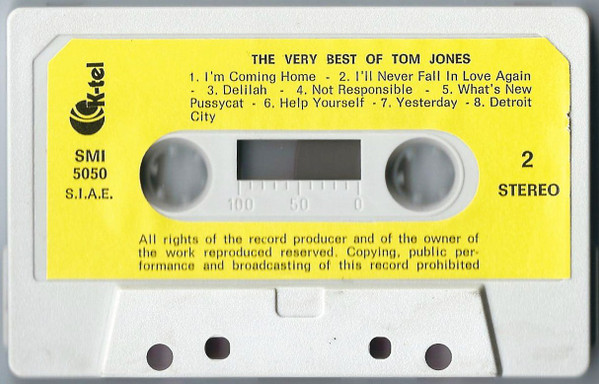 THE VERY BEST OF TOM JONES
1. I'm Coming Home - 2. I'll Never Fall In Love Again
- 3. Delilah - 4. Not Responsible - 5. What's New
Pussycat - 6. Help Yourself - 7. Yesterday - 8. Detroit
City
K-tel
SMI
5050
S.I.A.E.
2
STEREO
100 50 0
All rights of the record producer and of the owner of
the work reproduced reserved. Copying, public per-
formance and broadcasting of this record prohibited